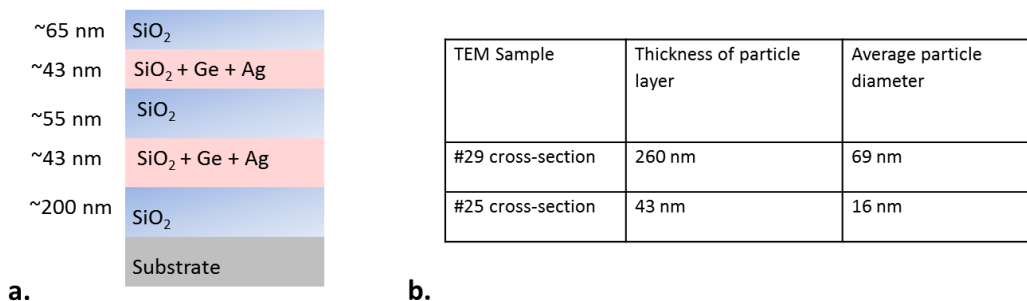 ~65 nm SiO₂
~43 nm SiO₂ + Ge + Ag
~55 nm SiO₂
~43 nm SiO₂ + Ge + Ag
~200 nm SiO₂
Substrate
a.
TEM Sample Thickness of particle layer Average particle diameter
#29 cross-section 260 nm 69 nm
#25 cross-section 43 nm 16 nm
b.